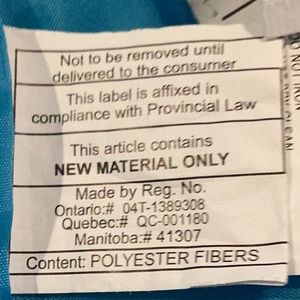 Not to be removed until
delivered to the consumer
This label is affixed in
compliance with Provincial Law
This article contains
NEW MATERIAL ONLY
Made by Reg. No.
Ontario:# 04T-1389308
Quebec:# QC-001180
Manitoba:# 41307
Content: POLYESTER FIBERS